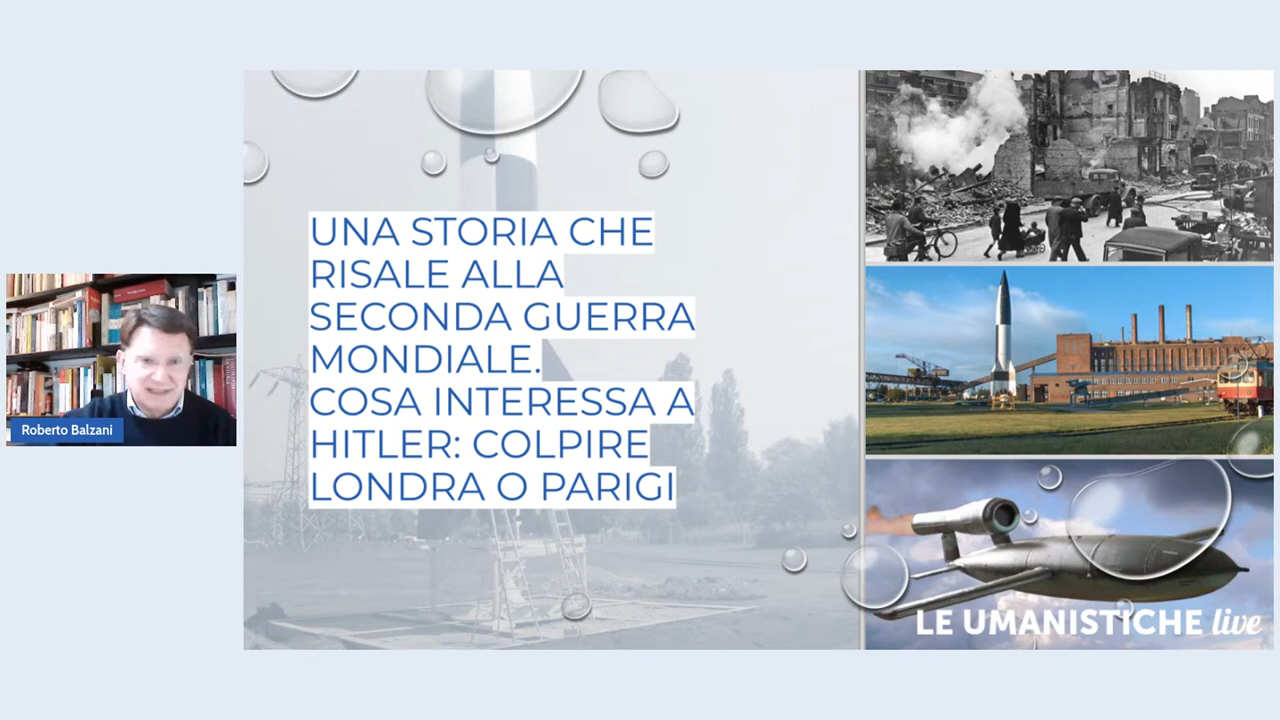 UNA STORIA CHE
RISALE ALLA
SECONDA GUERRA
MONDIALE.
COSA INTERESSA A
HITLER: COLPIRE
LONDRA O PARIGI
Roberto Balzani
LE UMANISTICHE live